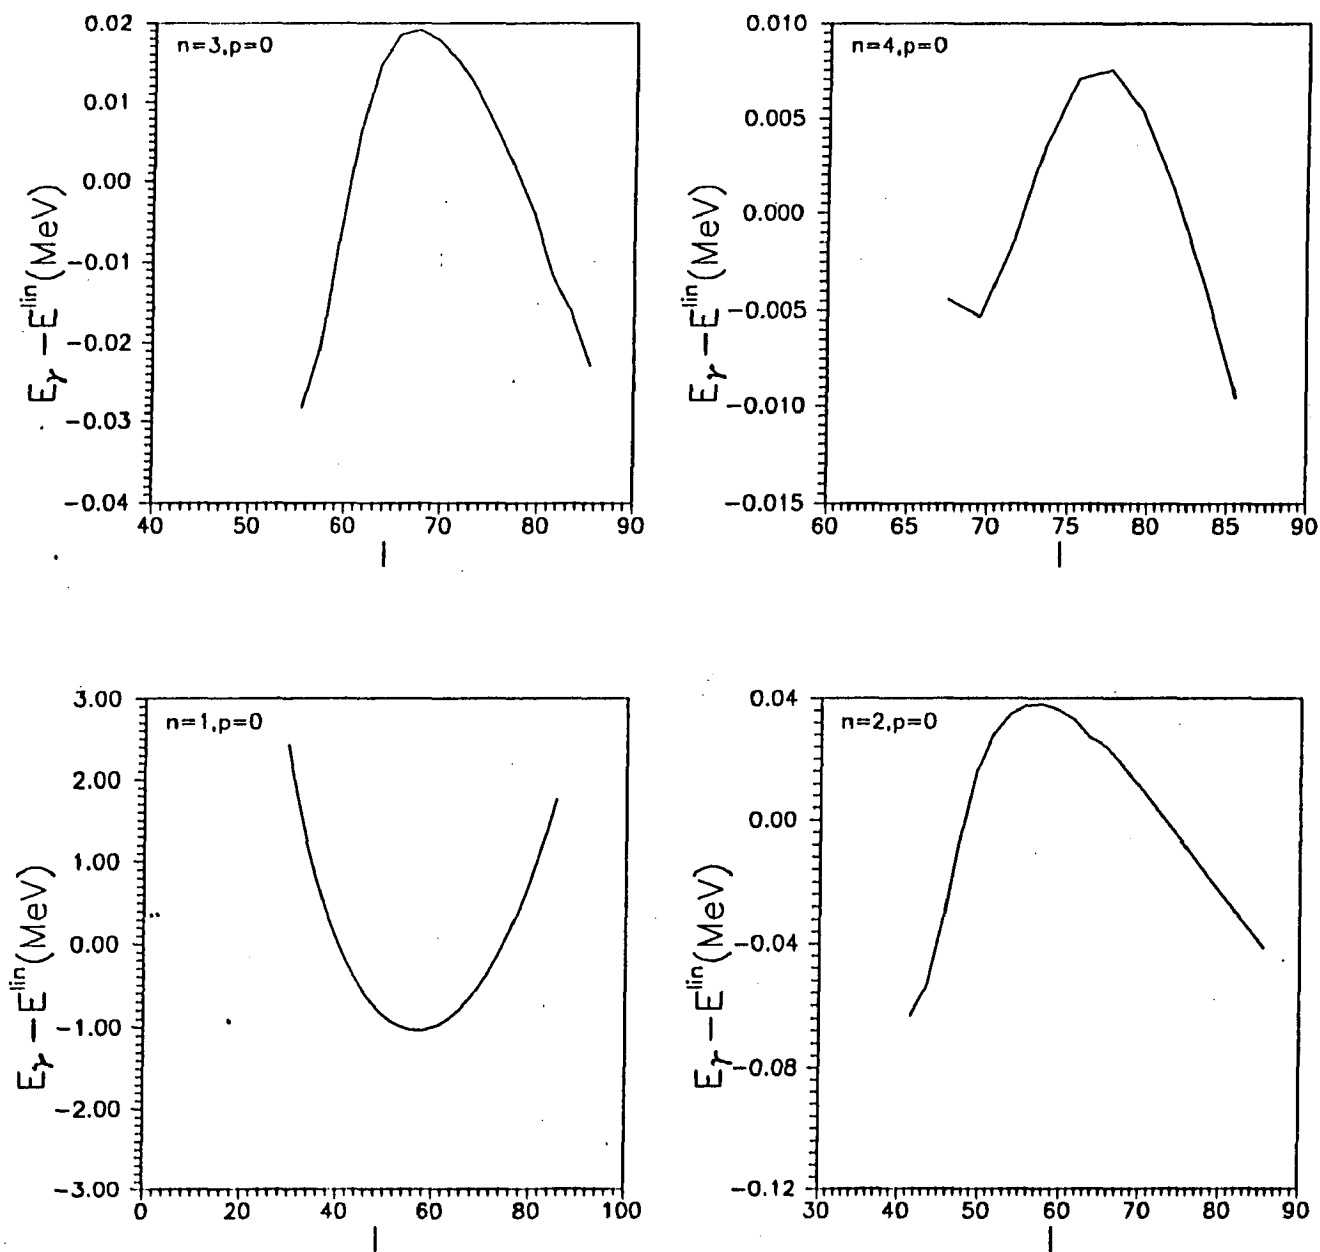 n=3,p=0
0.02
0.01
0.00
−0.01
−0.02
−0.03
−0.04
40 50 60 70 80 90
Eγ − E^lin (MeV)
I
n=4,p=0
0.010
0.005
0.000
−0.005
−0.010
−0.015
60 65 70 75 80 85 90
Eγ − E^lin (MeV)
I
n=1,p=0
3.00
2.00
1.00
0.00
−1.00
−2.00
−3.00
0 20 40 60 80 100
Eγ − E^lin (MeV)
I
n=2,p=0
0.04
0.00
−0.04
−0.08
−0.12
30 40 50 60 70 80 90
Eγ − E^lin (MeV)
I